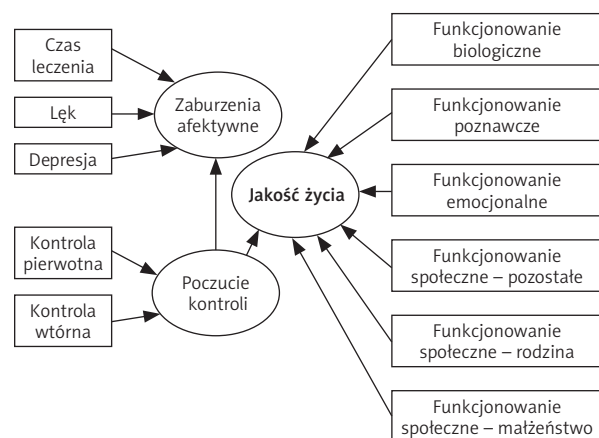 Czas
leczenia
Lęk
Depresja
Zaburzenia
afektywne
Kontrola
pierwotna
Kontrola
wtórna
Poczucie
kontroli
Jakość życia
Funkcjonowanie
biologiczne
Funkcjonowanie
poznawcze
Funkcjonowanie
emocjonalne
Funkcjonowanie
społeczne – pozostałe
Funkcjonowanie
społeczne – rodzina
Funkcjonowanie
społeczne – małżeństwo